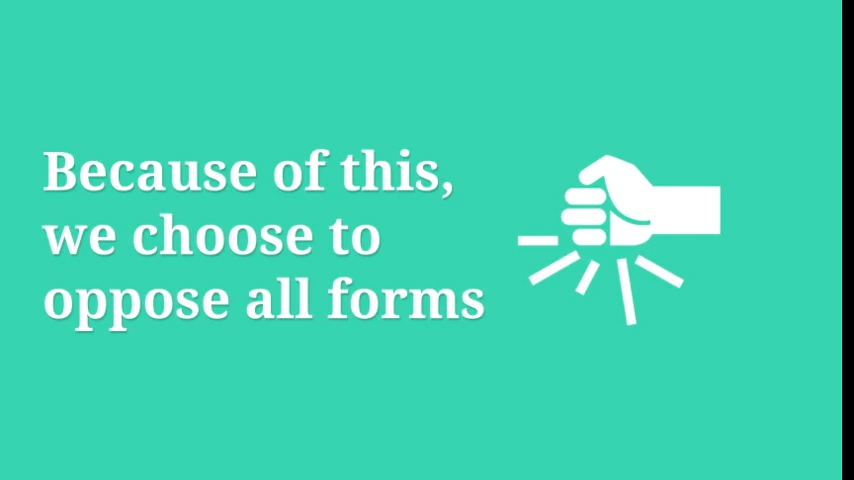 Because of this,
we choose to
oppose all forms